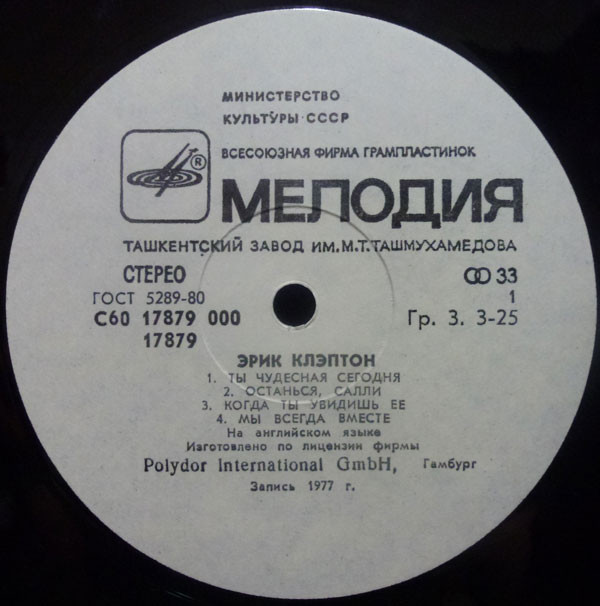 МИНИСТЕРСТВО
КУЛЬТУРЫ·СССР
ВСЕСОЮЗНАЯ ФИРМА ГРАМПЛАСТИНОК
®
МЕЛОДИЯ
ТАШКЕНТСКИЙ ЗАВОД ИМ.М.Т.ТАШМУХАМЕДОВА
СТЕРЕО 33
ГОСТ 5289-80 1
С60 17879 000 Гр. 3. 3-25
17879
ЭРИК КЛЭПТОН
1. ТЫ ЧУДЕСНАЯ СЕГОДНЯ
2. ОСТАНЬСЯ, САЛЛИ
3. КОГДА ТЫ УВИДИШЬ ЕЕ
4. МЫ ВСЕГДА ВМЕСТЕ
На английском языке
Изготовлено по лицензии фирмы
Polydor International GmbH, Гамбург
Запись 1977 г.